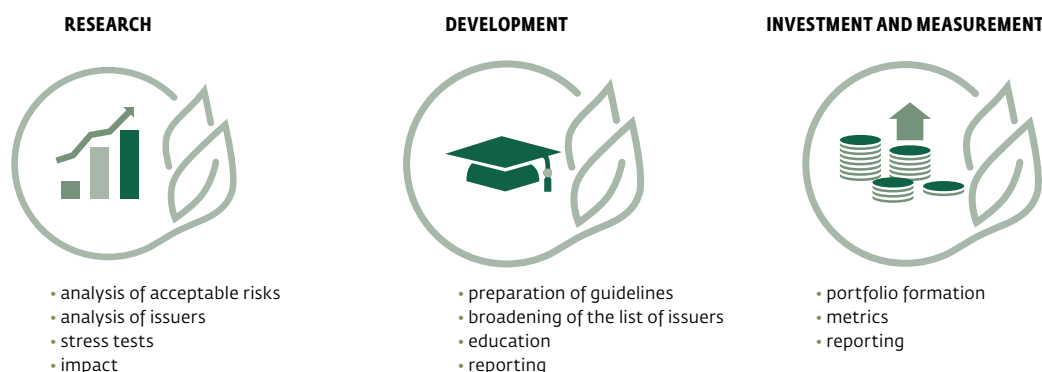 RESEARCH
• analysis of acceptable risks
• analysis of issuers
• stress tests
• impact
DEVELOPMENT
• preparation of guidelines
• broadening of the list of issuers
• education
• reporting
INVESTMENT AND MEASUREMENT
• portfolio formation
• metrics
• reporting